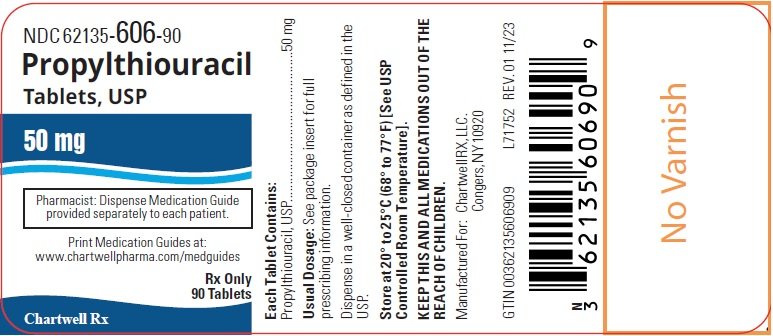 NDC 62135-606-90
Propylthiouracil
Tablets, USP
50 mg
Pharmacist: Dispense Medication Guide
provided separately to each patient.
Print Medication Guides at:
www.chartwellpharma.com/medguides
Rx Only
90 Tablets
Chartwell Rx
Each Tablet Contains:
Propylthiouracil, USP..........................................50 mg
Usual Dosage: See package insert for full
prescribing information.
Dispense in a well-closed container as defined in the
USP.
Store at 20° to 25°C (68° to 77°F) [See USP
Controlled Room Temperature].
KEEP THIS AND ALL MEDICATIONS OUT OF THE
REACH OF CHILDREN.
Manufactured For: Chartwell RX, LLC.
Congers, NY 10920
GTIN 00362135606909 L71752 REV. 01 11/23
N
3 62135 60690 9
No Varnish